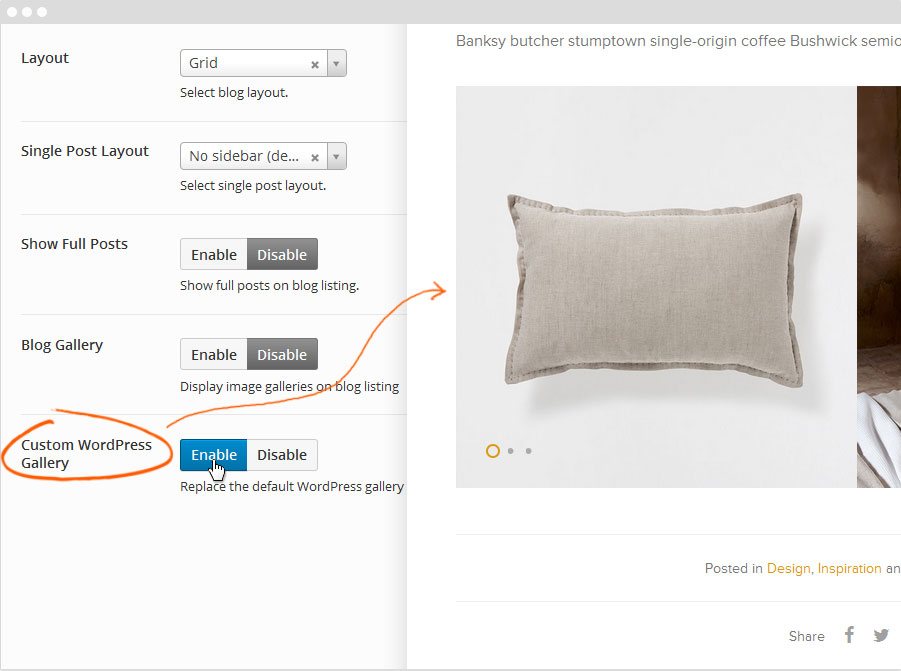 Layout
Grid
Select blog layout.
Single Post Layout
No sidebar (de...
Select single post layout.
Show Full Posts
Enable Disable
Show full posts on blog listing.
Blog Gallery
Enable Disable
Display image galleries on blog listing
Custom WordPress
Gallery
Enable Disable
Replace the default WordPress gallery
Banksy butcher stumptown single-origin coffee Bushwick semio
Posted in Design, Inspiration an
Share